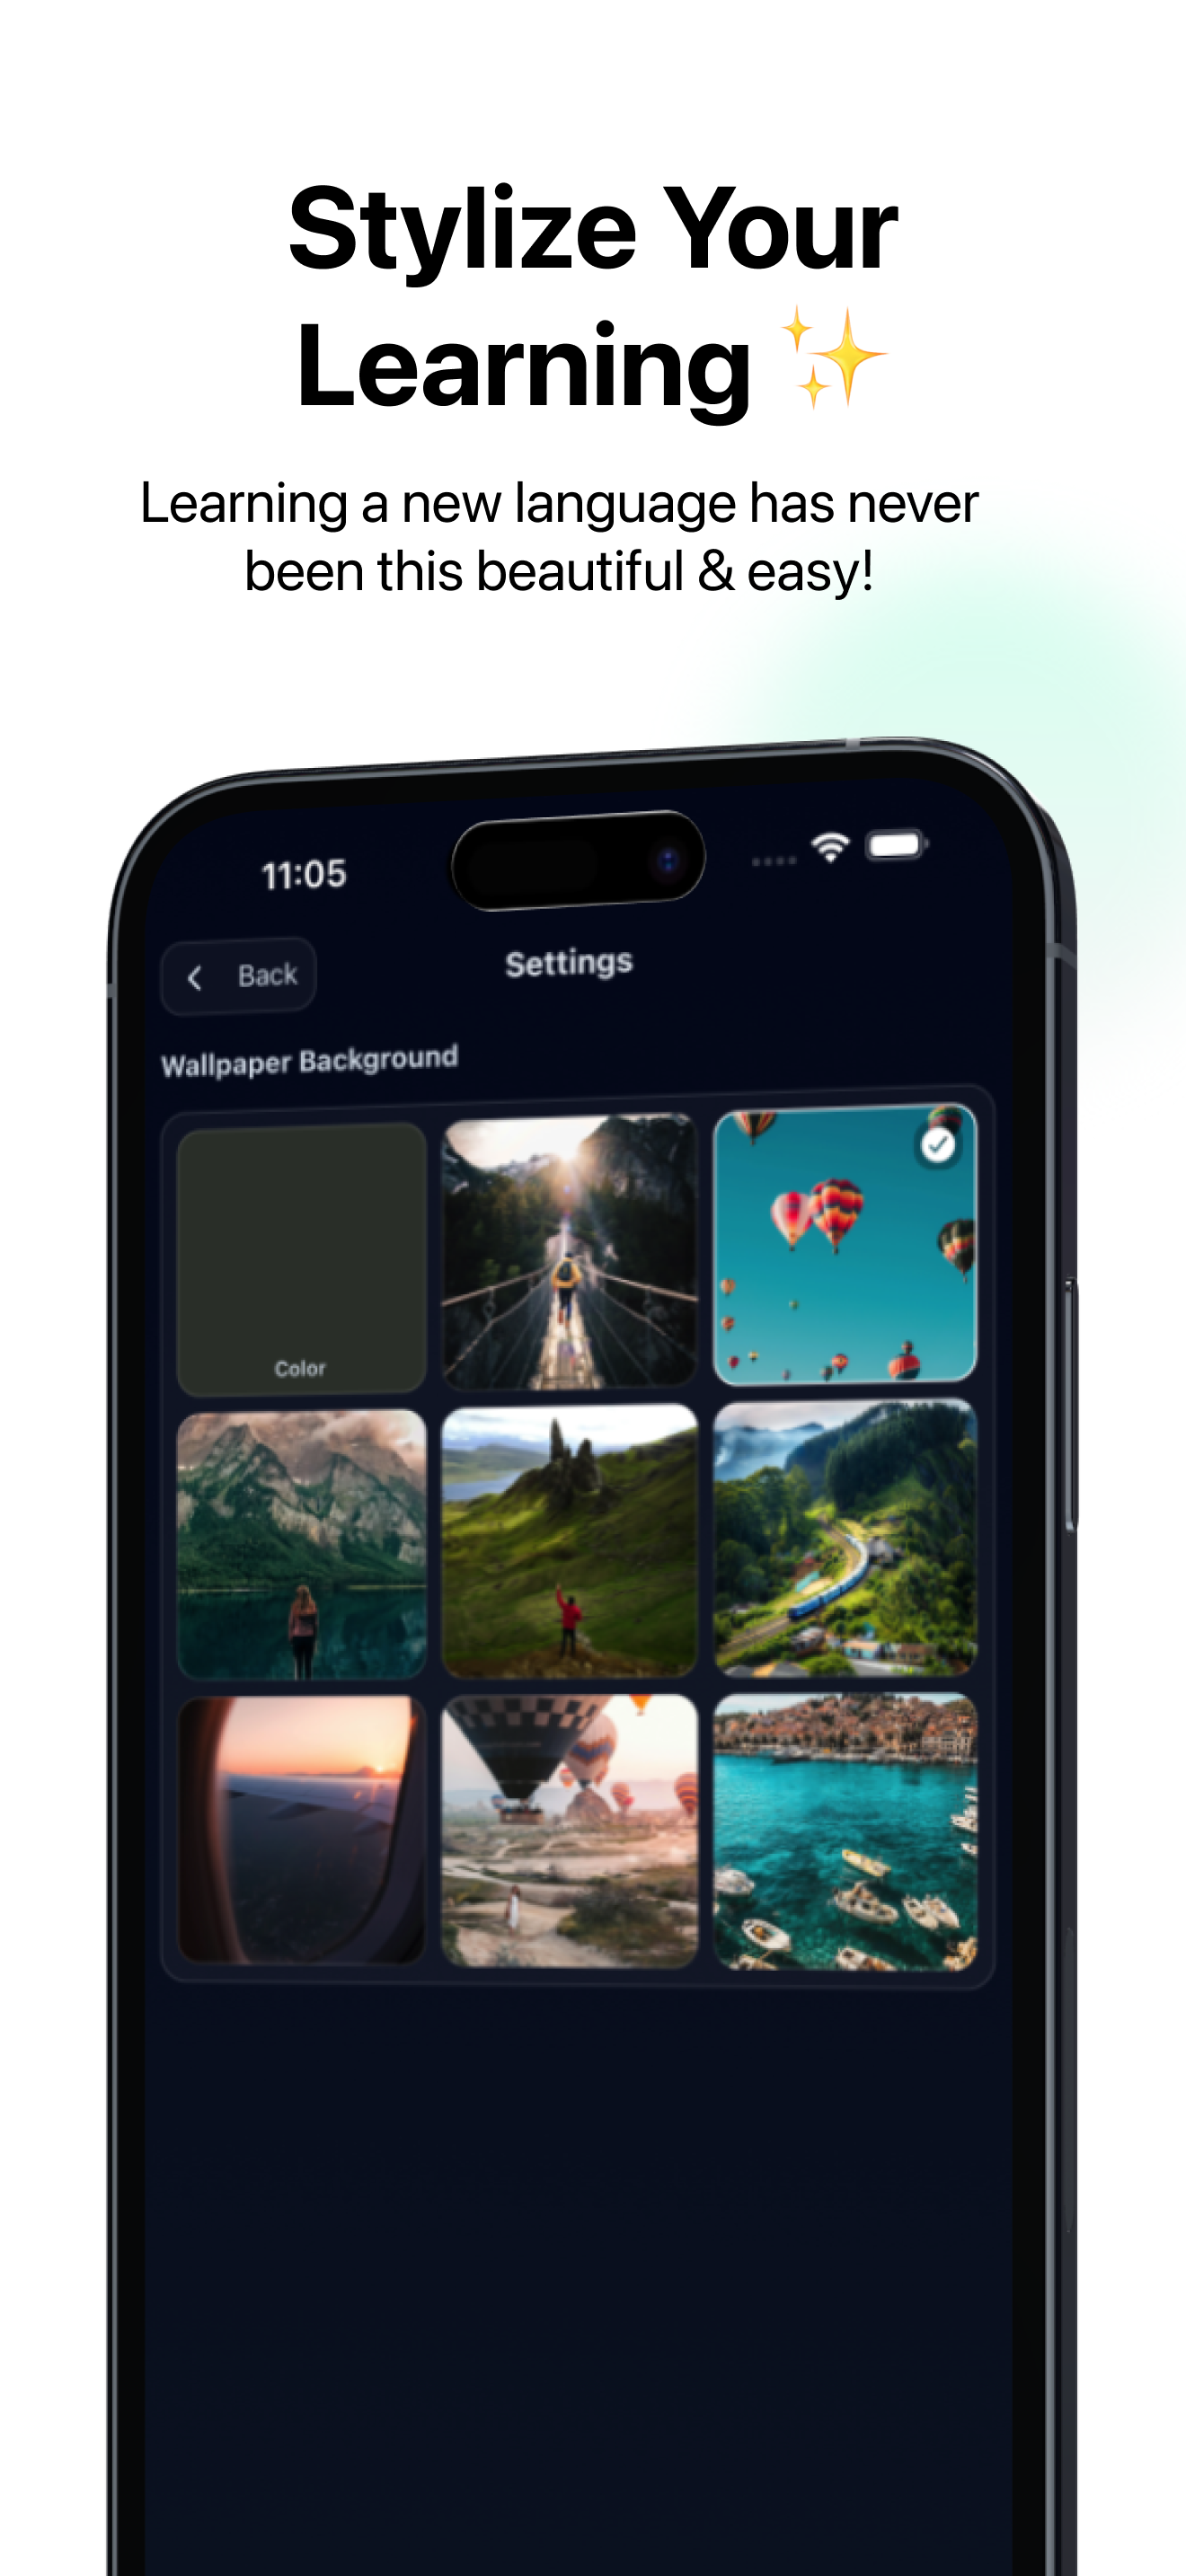 Stylize Your
Learning ✨
Learning a new language has never
been this beautiful & easy!
11:05
Back
Settings
Wallpaper Background
Color